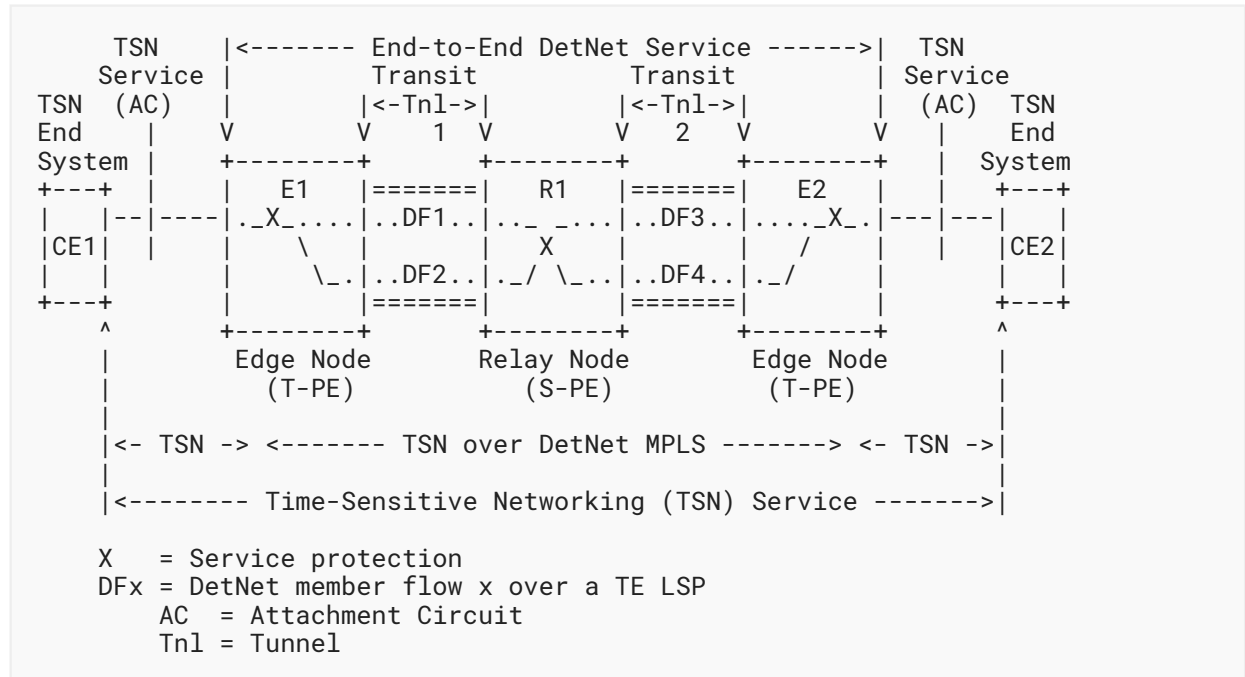 TSN     |<------- End-to-End DetNet Service ------>|  TSN
     Service |         Transit          Transit         | Service
TSN  (AC)    |        |<-Tnl->|        |<-Tnl->|        |  (AC)  TSN
End    |     V        V   1   V        V   2   V        V   |    End
System |     +--------+       +--------+       +--------+   |  System
+---+  |     |   E1   |=======|   R1   |=======|   E2   |   |   +---+
|   |--|-----|._X_....|..DF1..|.._ _...|..DF3..|...._X_.|---|---|   |
|CE1|  |     |    \   |       |   X    |       |   /    |   |   |CE2|
|   |        |     \_.|..DF2..|._/ \_..|..DF4..|._/     |       |   |
+---+        |        |=======|        |=======|        |       +---+
    ^        +--------+       +--------+       +--------+       ^
    |        Edge Node       Relay Node        Edge Node        |
    |          (T-PE)           (S-PE)          (T-PE)          |
    |                                                           |
    |<- TSN -> <------- TSN over DetNet MPLS -------> <- TSN ->|
    |                                                           |
    |<-------- Time-Sensitive Networking (TSN) Service ------->|

    X   = Service protection
    DFx = DetNet member flow x over a TE LSP
        AC  = Attachment Circuit
        Tnl = Tunnel